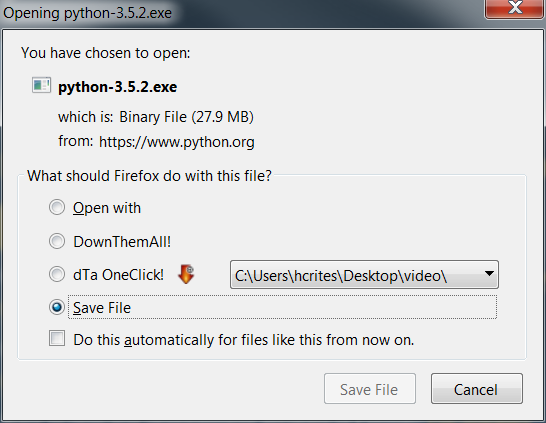 Opening python-3.5.2.exe
You have chosen to open:
python-3.5.2.exe
which is: Binary File (27.9 MB)
from: https://www.python.org
What should Firefox do with this file?
Open with
DownThemAll!
dTa OneClick! C:\Users\hcrites\Desktop\video\
Save File
Do this automatically for files like this from now on.
Save File Cancel